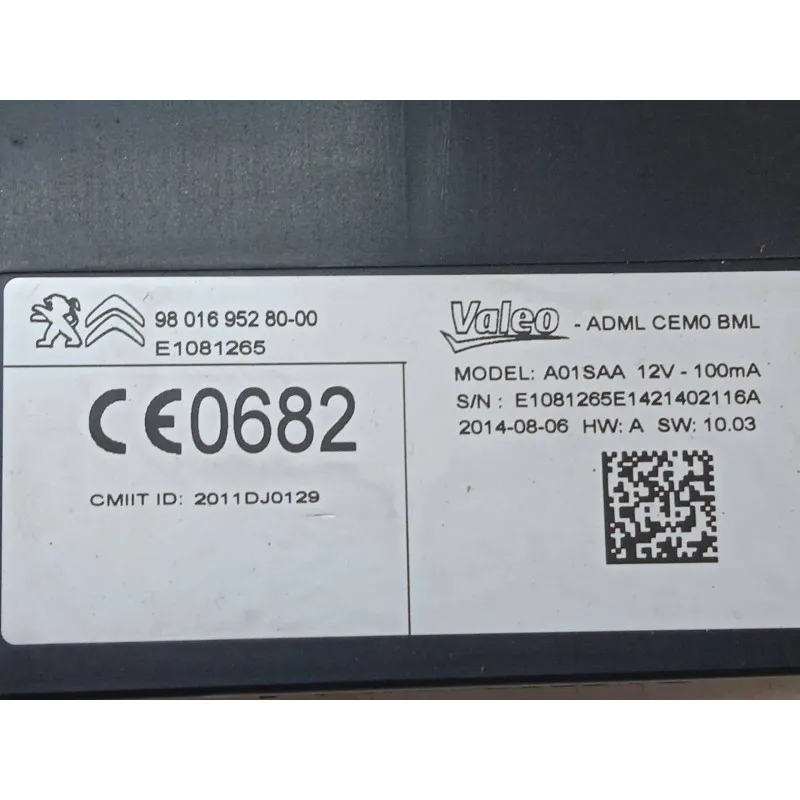 98 016 952 80-00
E1081265
CE0682
CMIIT ID: 2011DJ0129
Valeo - ADML CEM0 BML
MODEL: A01SAA 12V - 100mA
S/N : E1081265E1421402116A
2014-08-06 HW: A SW: 10.03